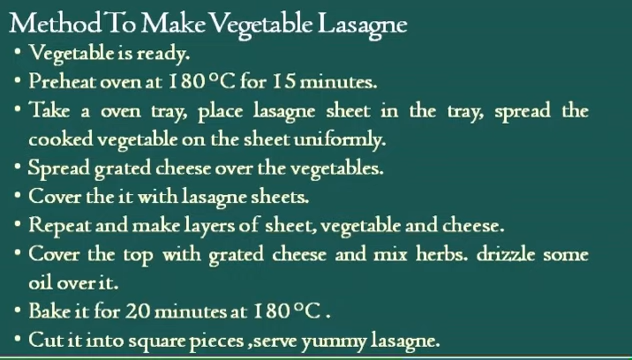 Method To Make Vegetable Lasagne
• Vegetable is ready.
• Preheat oven at 180°C for 15 minutes.
• Take a oven tray, place lasagne sheet in the tray, spread the
cooked vegetable on the sheet uniformly.
• Spread grated cheese over the vegetables.
• Cover the it with lasagne sheets.
• Repeat and make layers of sheet, vegetable and cheese.
• Cover the top with grated cheese and mix herbs. drizzle some
oil over it.
• Bake it for 20 minutes at 180°C .
• Cut it into square pieces ,serve yummy lasagne.